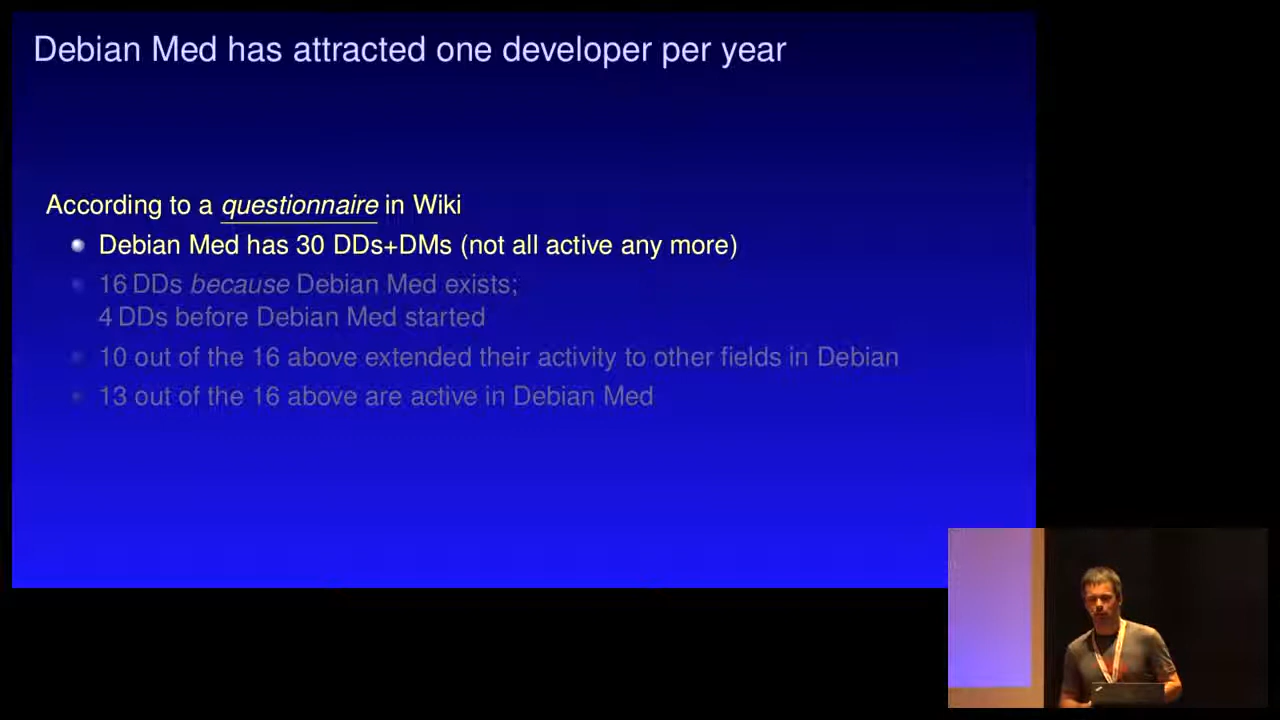 Debian Med has attracted one developer per year
According to a questionnaire in Wiki
Debian Med has 30 DDs+DMs (not all active any more)
16 DDs because Debian Med exists;
4 DDs before Debian Med started
10 out of the 16 above extended their activity to other fields in Debian
13 out of the 16 above are active in Debian Med